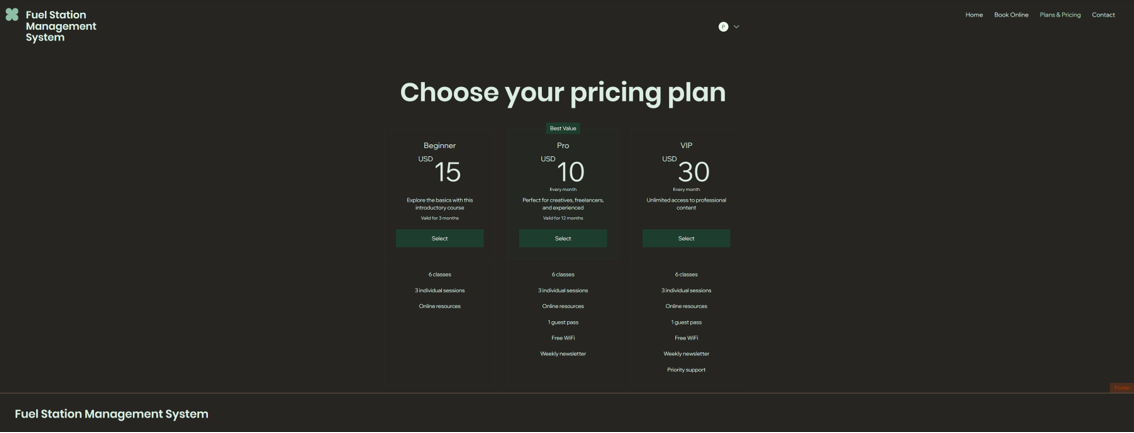 Fuel Station
Management
System
P
Home
Book Online
Plans & Pricing
Contact
Choose your pricing plan
Beginner
USD
15
Explore the basics with this
introductory course
Valid for 3 months
Select
6 classes
3 individual sessions
Online resources
Best Value
Pro
USD
10
Every month
Perfect for creatives, freelancers,
and experienced
Valid for 12 months
Select
6 classes
3 individual sessions
Online resources
1 guest pass
Free WiFi
Weekly newsletter
VIP
USD
30
Every month
Unlimited access to professional
content
Select
6 classes
3 individual sessions
Online resources
1 guest pass
Free WiFi
Weekly newsletter
Priority support
Footer
Fuel Station Management System